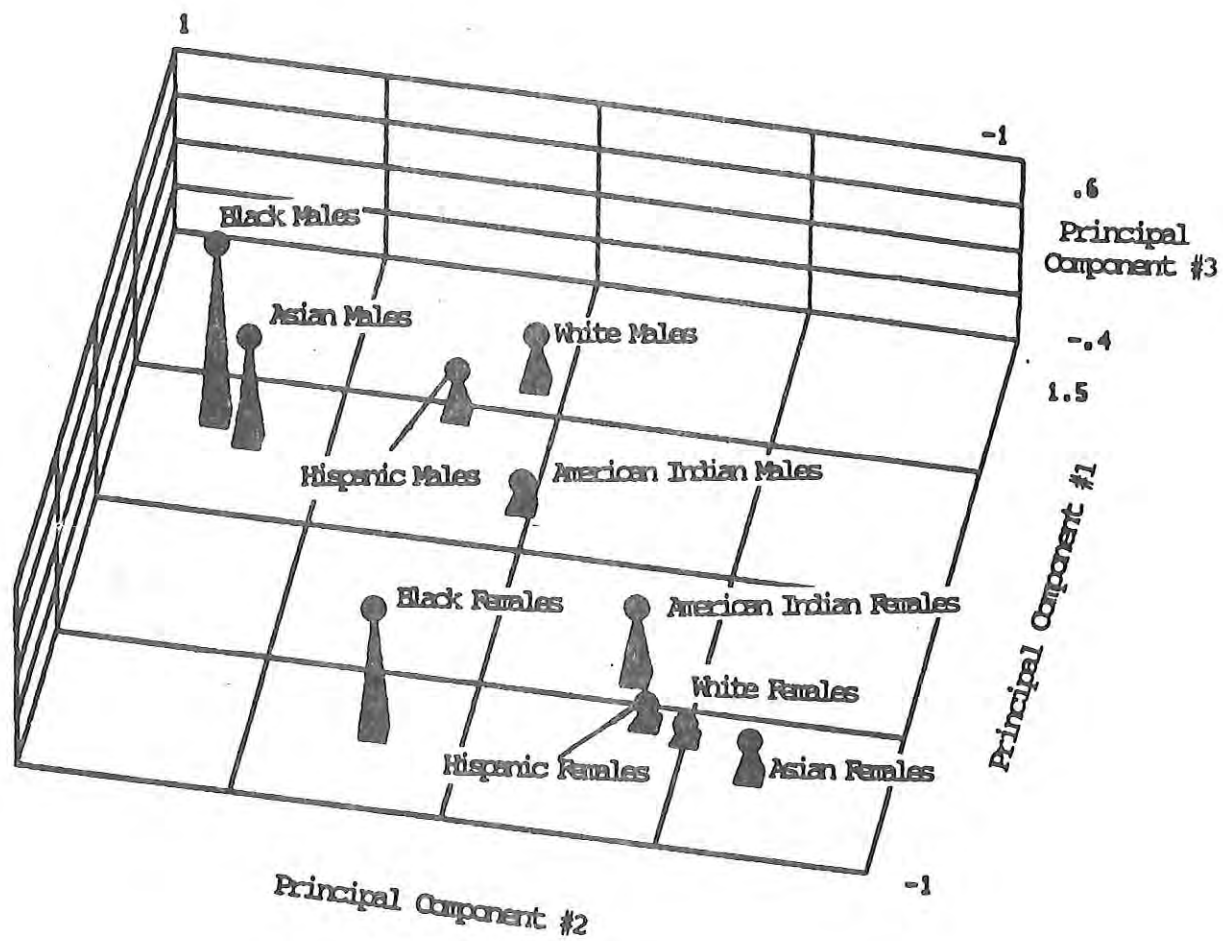 1
-1
.6
Principal
Component #3
Black Males
Asian Males
White Males
-.4
1.5
Hispanic Males
American Indian Males
Principal Component #1
Black Females
American Indian Females
White Females
Hispanic Females
Asian Females
-1
Principal Component #2